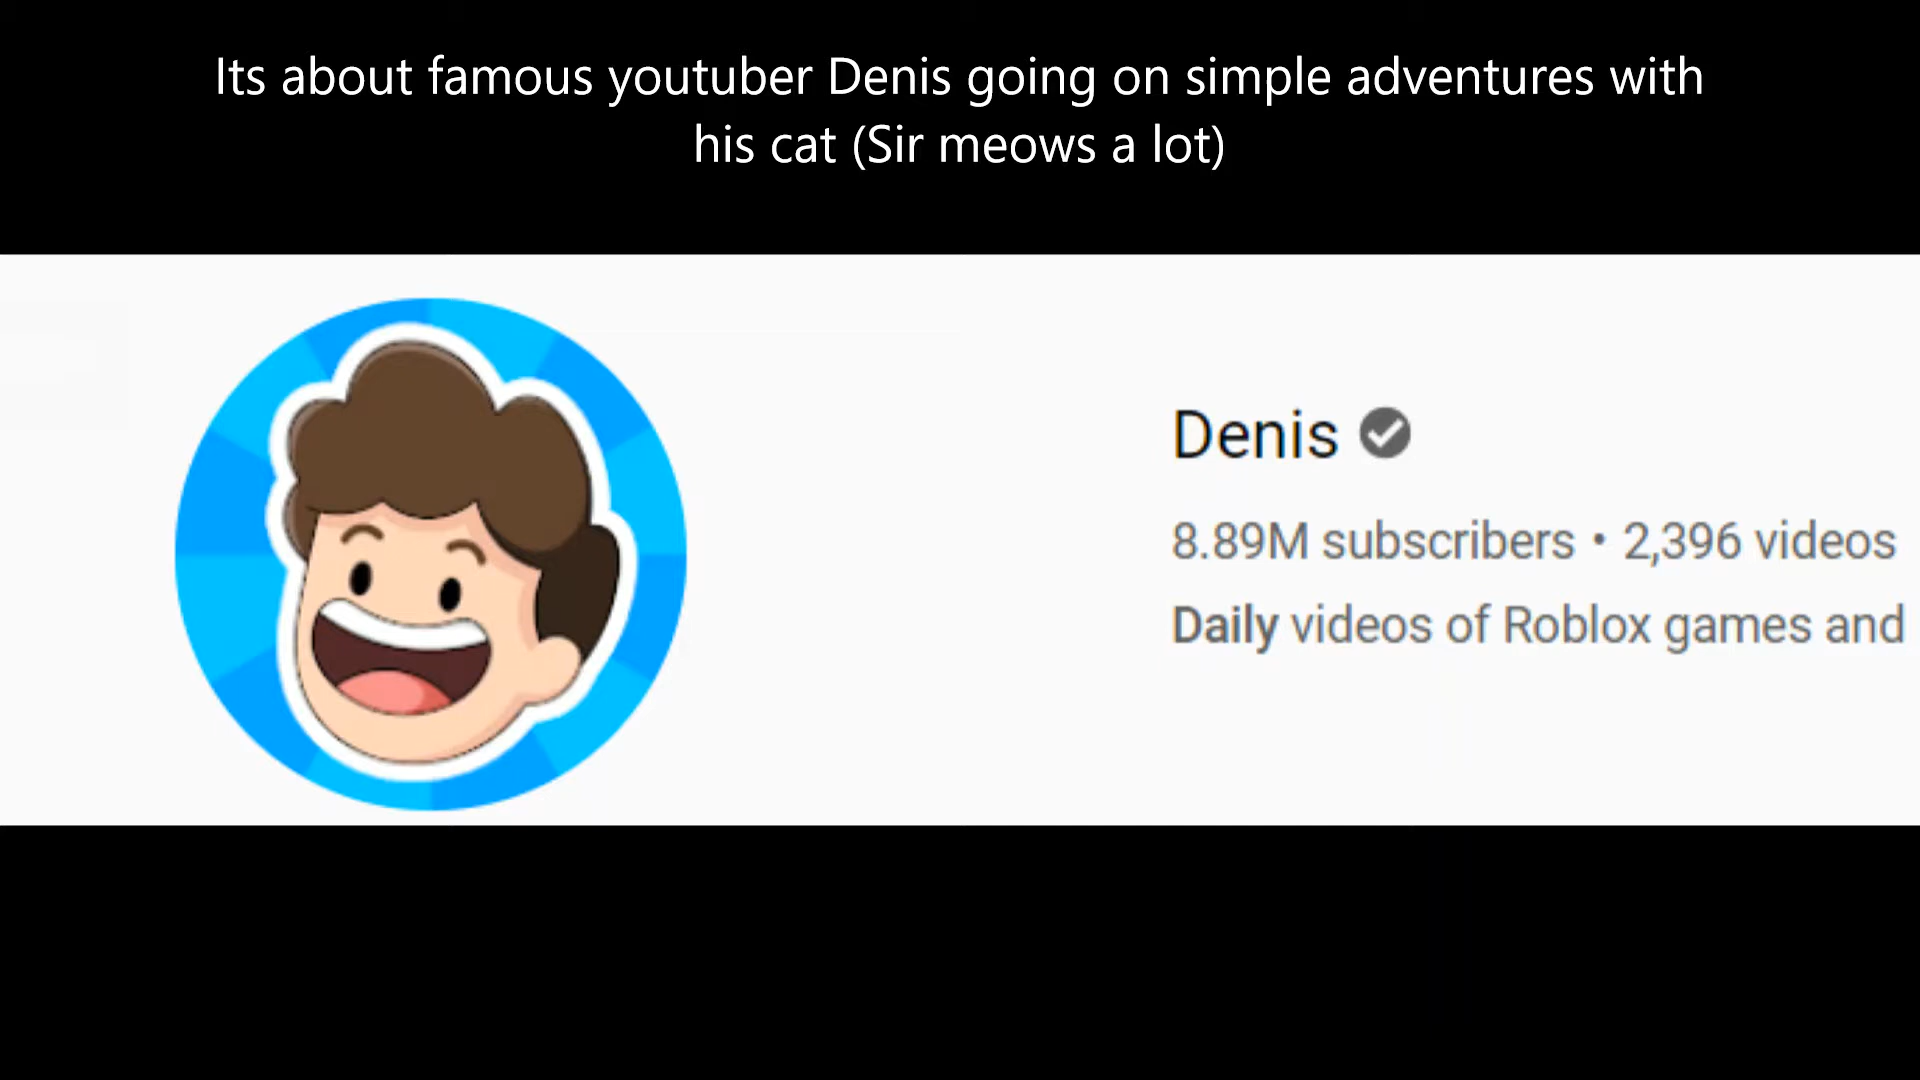 Its about famous youtuber Denis going on simple adventures with
his cat (Sir meows a lot)
Denis
8.89M subscribers • 2,396 videos
Daily videos of Roblox games and